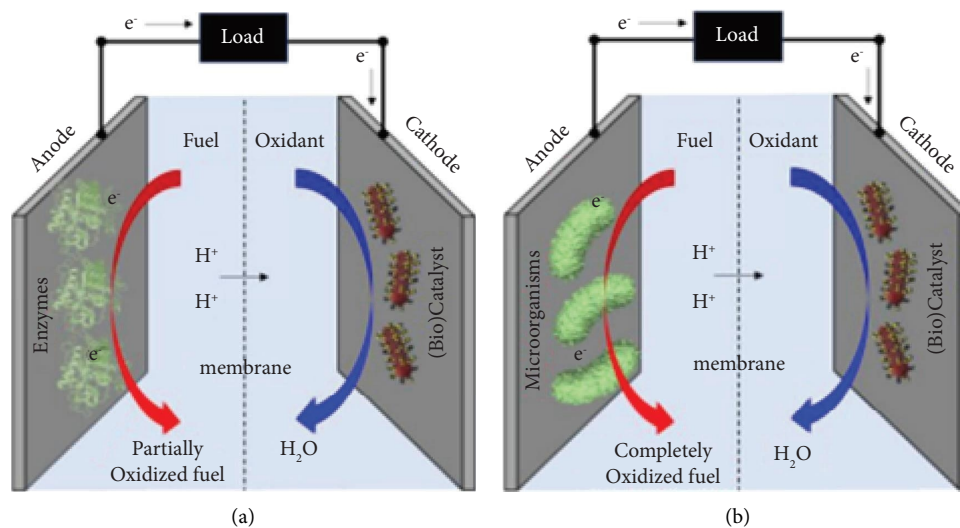 e-
Load
e-
Anode
Fuel
Oxidant
Cathode
e-
H+
H+
Enzymes
(Bio)Catalyst
e-
membrane
Partially
Oxidized fuel
H2O
(a)
e-
Load
e-
Anode
Fuel
Oxidant
Cathode
e-
H+
H+
Microorganisms
(Bio)Catalyst
e-
membrane
Completely
Oxidized fuel
H2O
(b)